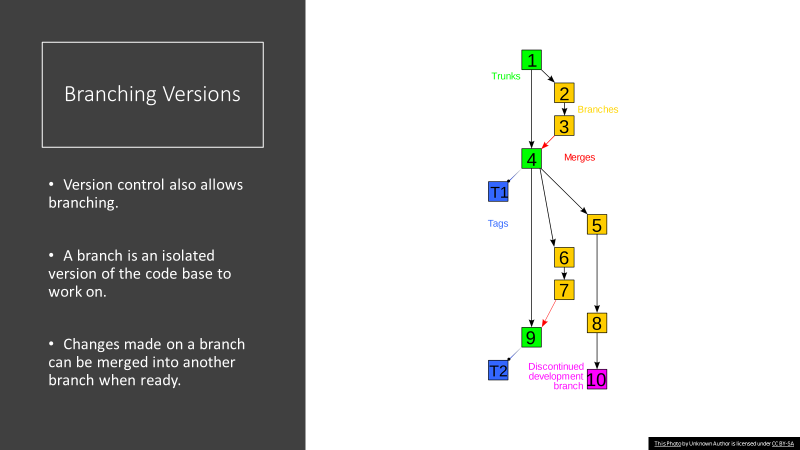 Branching Versions
• Version control also allows
branching.
• A branch is an isolated
version of the code base to
work on.
• Changes made on a branch
can be merged into another
branch when ready.
1
Trunks
2
Branches
3
4
Merges
T1
Tags
5
6
7
8
9
T2
Discontinued
development
branch
10
This Photo by Unknown Author is licensed under CC BY-SA